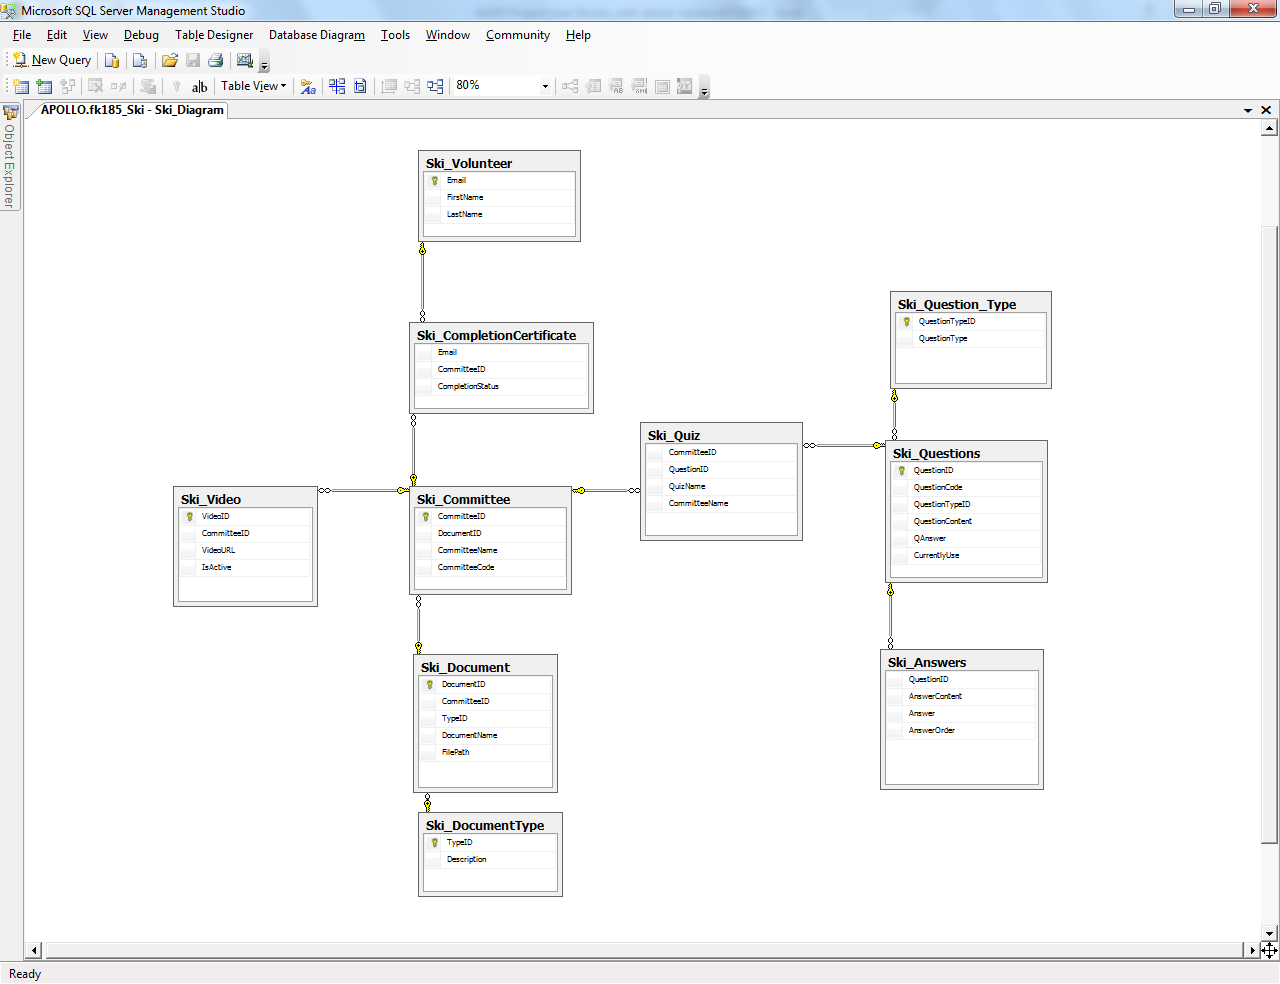 Microsoft SQL Server Management Studio
File Edit View Debug Table Designer Database Diagram Tools Window Community Help
New Query
ab Table View 80%
APOLLO.fk185_Ski - Ski_Diagram
Object Explorer
Ski_Volunteer
Email
FirstName
LastName
Ski_CompletionCertificate
Email
CommitteeID
CompletionStatus
Ski_Question_Type
QuestionTypeID
QuestionType
Ski_Quiz
CommitteeID
QuestionID
QuizName
CommitteeName
Ski_Questions
QuestionID
QuestionCode
QuestionTypeID
QuestionContent
QAnswer
CurrentlyUse
Ski_Video
VideoID
CommitteeID
VideoURL
IsActive
Ski_Committee
CommitteeID
DocumentID
CommitteeName
CommitteeCode
Ski_Document
DocumentID
CommitteeID
TypeID
DocumentName
FilePath
Ski_Answers
QuestionID
AnswerContent
Answer
AnswerOrder
Ski_DocumentType
TypeID
Description
Ready